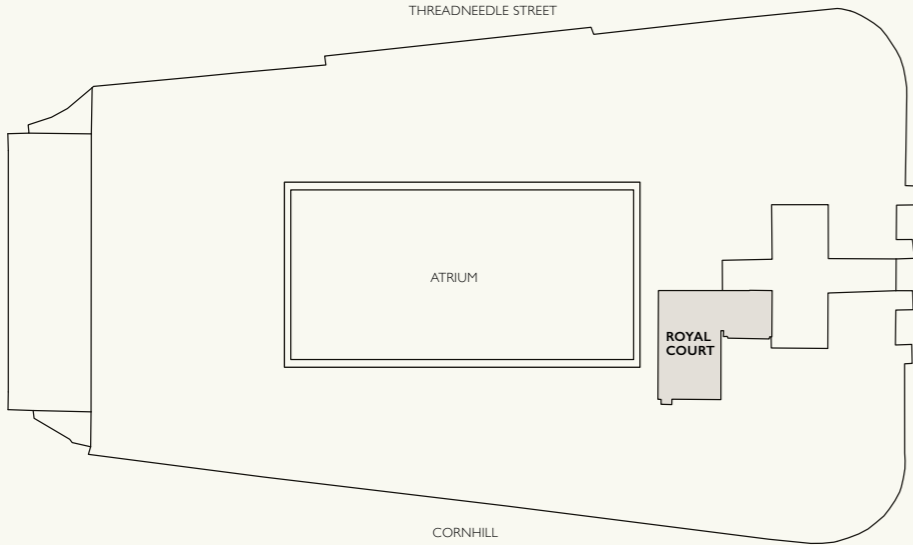 THREADNEEDLE STREET
ATRIUM
ROYAL
COURT
CORNHILL